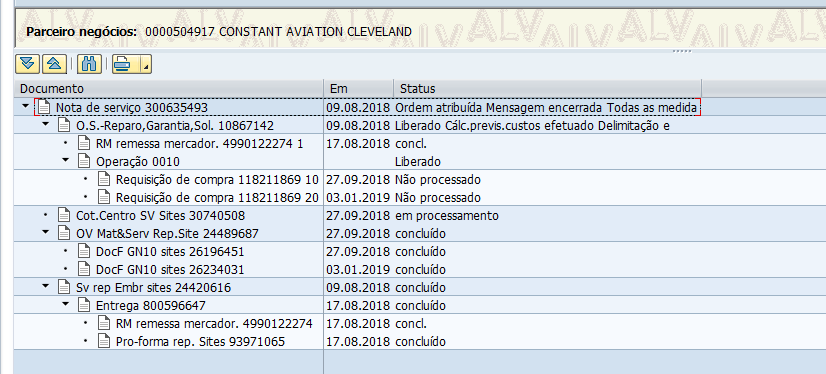 Parceiro negócios: 0000504917 CONSTANT AVIATION CLEVELAND
Documento Em Status
Nota de serviço 300635493 09.08.2018 Ordem atribuída Mensagem encerrada Todas as medida
O.S.-Reparo,Garantia,Sol. 10867142 09.08.2018 Liberado Cálc.previs.custos efetuado Delimitação e
RM remessa mercador. 4990122274 1 17.08.2018 concl.
Operação 0010 Liberado
Requisição de compra 118211869 10 27.09.2018 Não processado
Requisição de compra 118211869 20 03.01.2019 Não processado
Cot.Centro SV Sites 30740508 27.09.2018 em processamento
OV Mat&Serv Rep.Site 24489687 27.09.2018 concluído
DocF GN10 sites 26196451 27.09.2018 concluído
DocF GN10 sites 26234031 03.01.2019 concluído
Sv rep Embr sites 24420616 09.08.2018 concluído
Entrega 800596647 17.08.2018 concluído
RM remessa mercador. 4990122274 17.08.2018 concl.
Pro-forma rep. Sites 93971065 17.08.2018 concluído